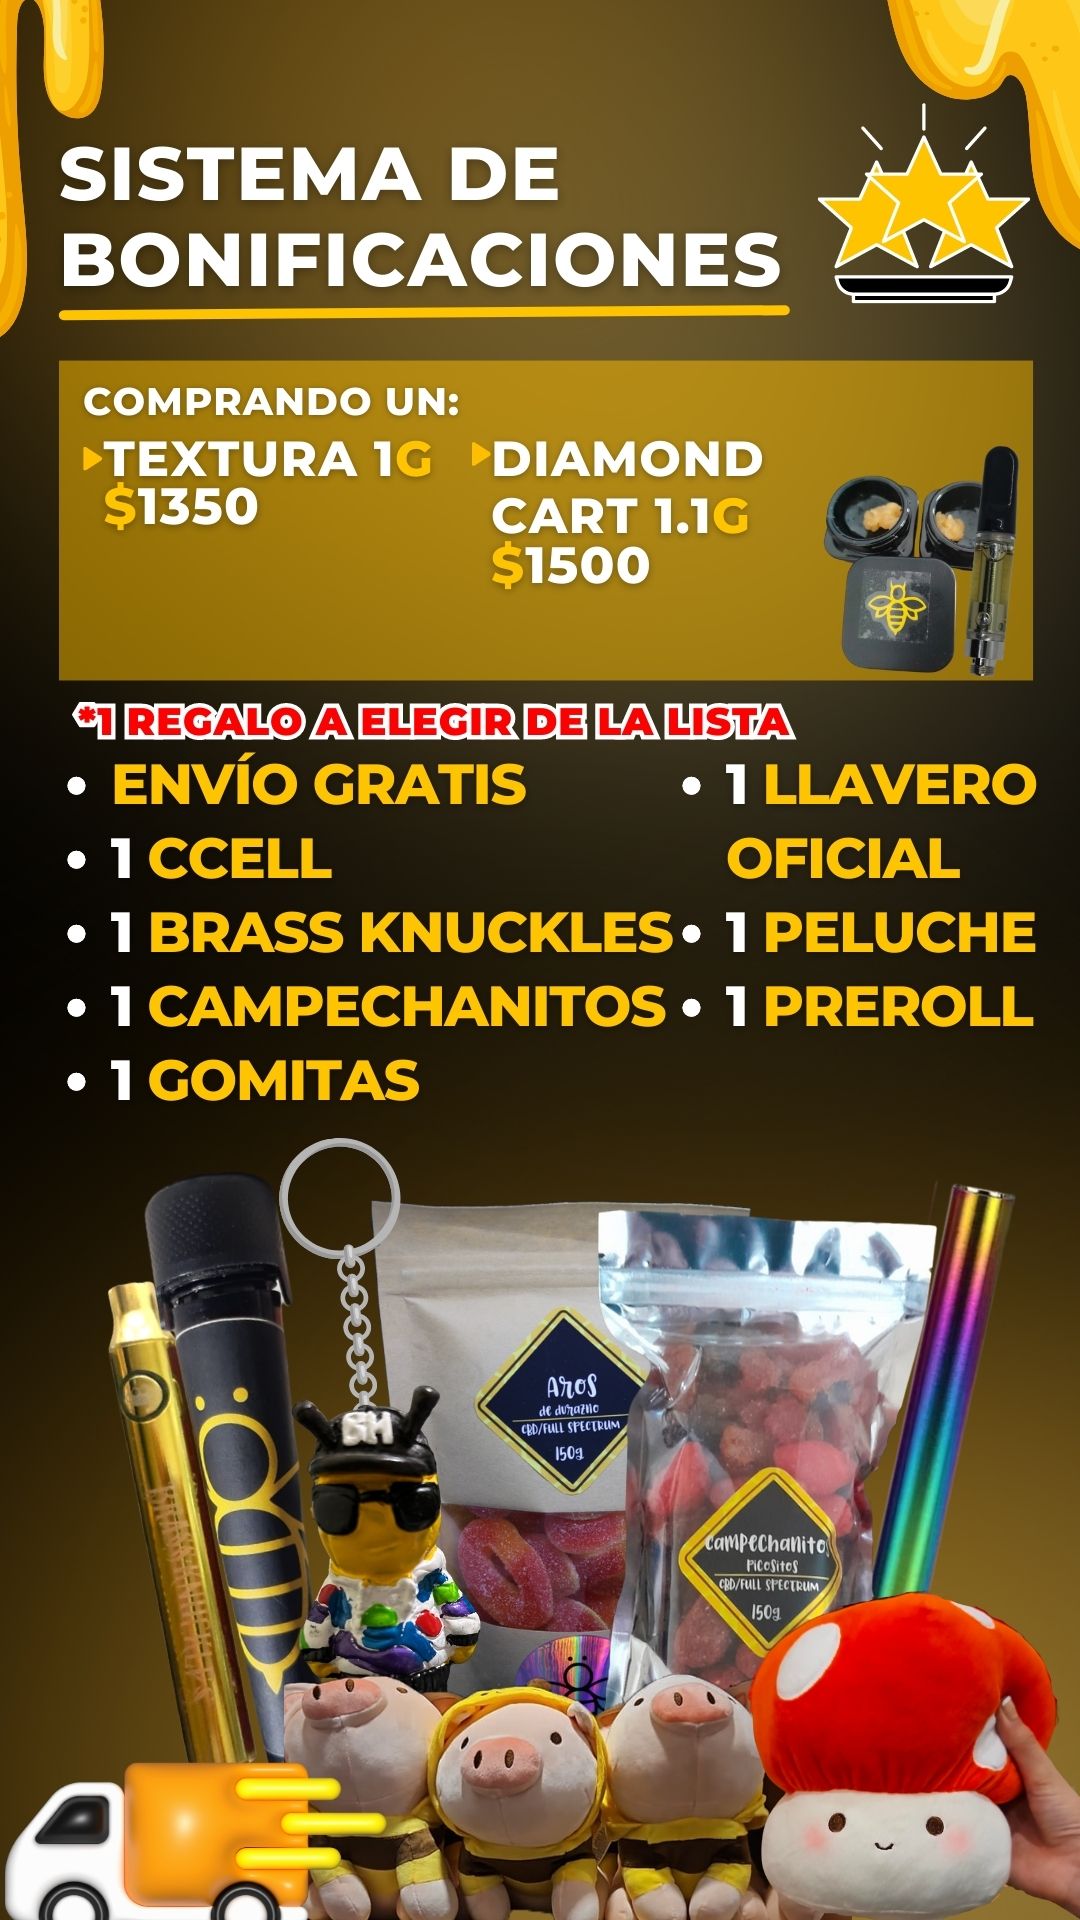 SISTEMA DE
BONIFICACIONES
COMPRANDO UN:
TEXTURA 1G
$1350
DIAMOND
CART 1.1G
$1500
*1 REGALO A ELEGIR DE LA LISTA
• ENVÍO GRATIS
• 1 CCELL
• 1 BRASS KNUCKLES
• 1 CAMPECHANITOS
• 1 GOMITAS
• 1 LLAVERO
OFICIAL
• 1 PELUCHE
• 1 PREROLL
BH
Aros
de durazno
CBD/FULL SPECTRUM
150g
Campechanito
Picositos
CBD/FULL SPECTRUM
150g